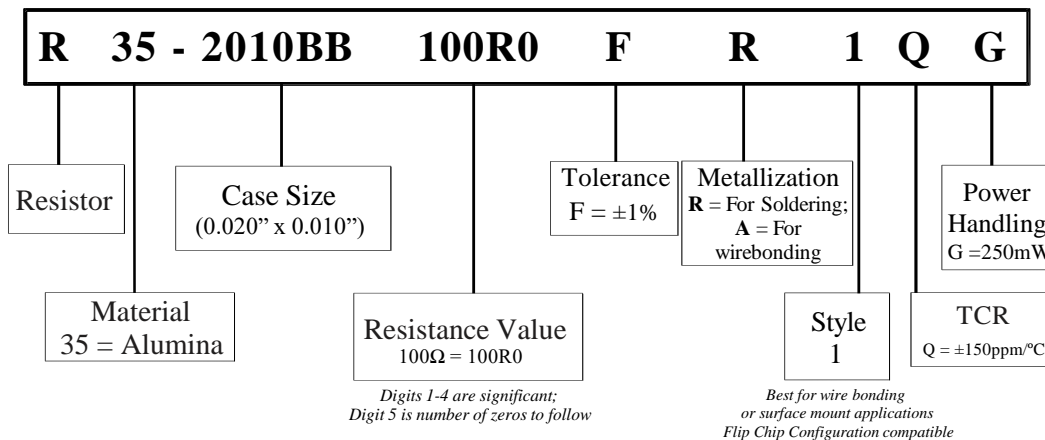 R 35 - 2010BB 100R0 F R 1 Q G
Resistor
Case Size
(0.020” x 0.010”)
Tolerance
F = ±1%
Metallization
R = For Soldering;
A = For
wirebonding
Power
Handling
G =250mW
Material
35 = Alumina
Resistance Value
100Ω = 100R0
Digits 1-4 are significant;
Digit 5 is number of zeros to follow
Style
1
Best for wire bonding
or surface mount applications
Flip Chip Configuration compatible
TCR
Q = ±150ppm/ºC